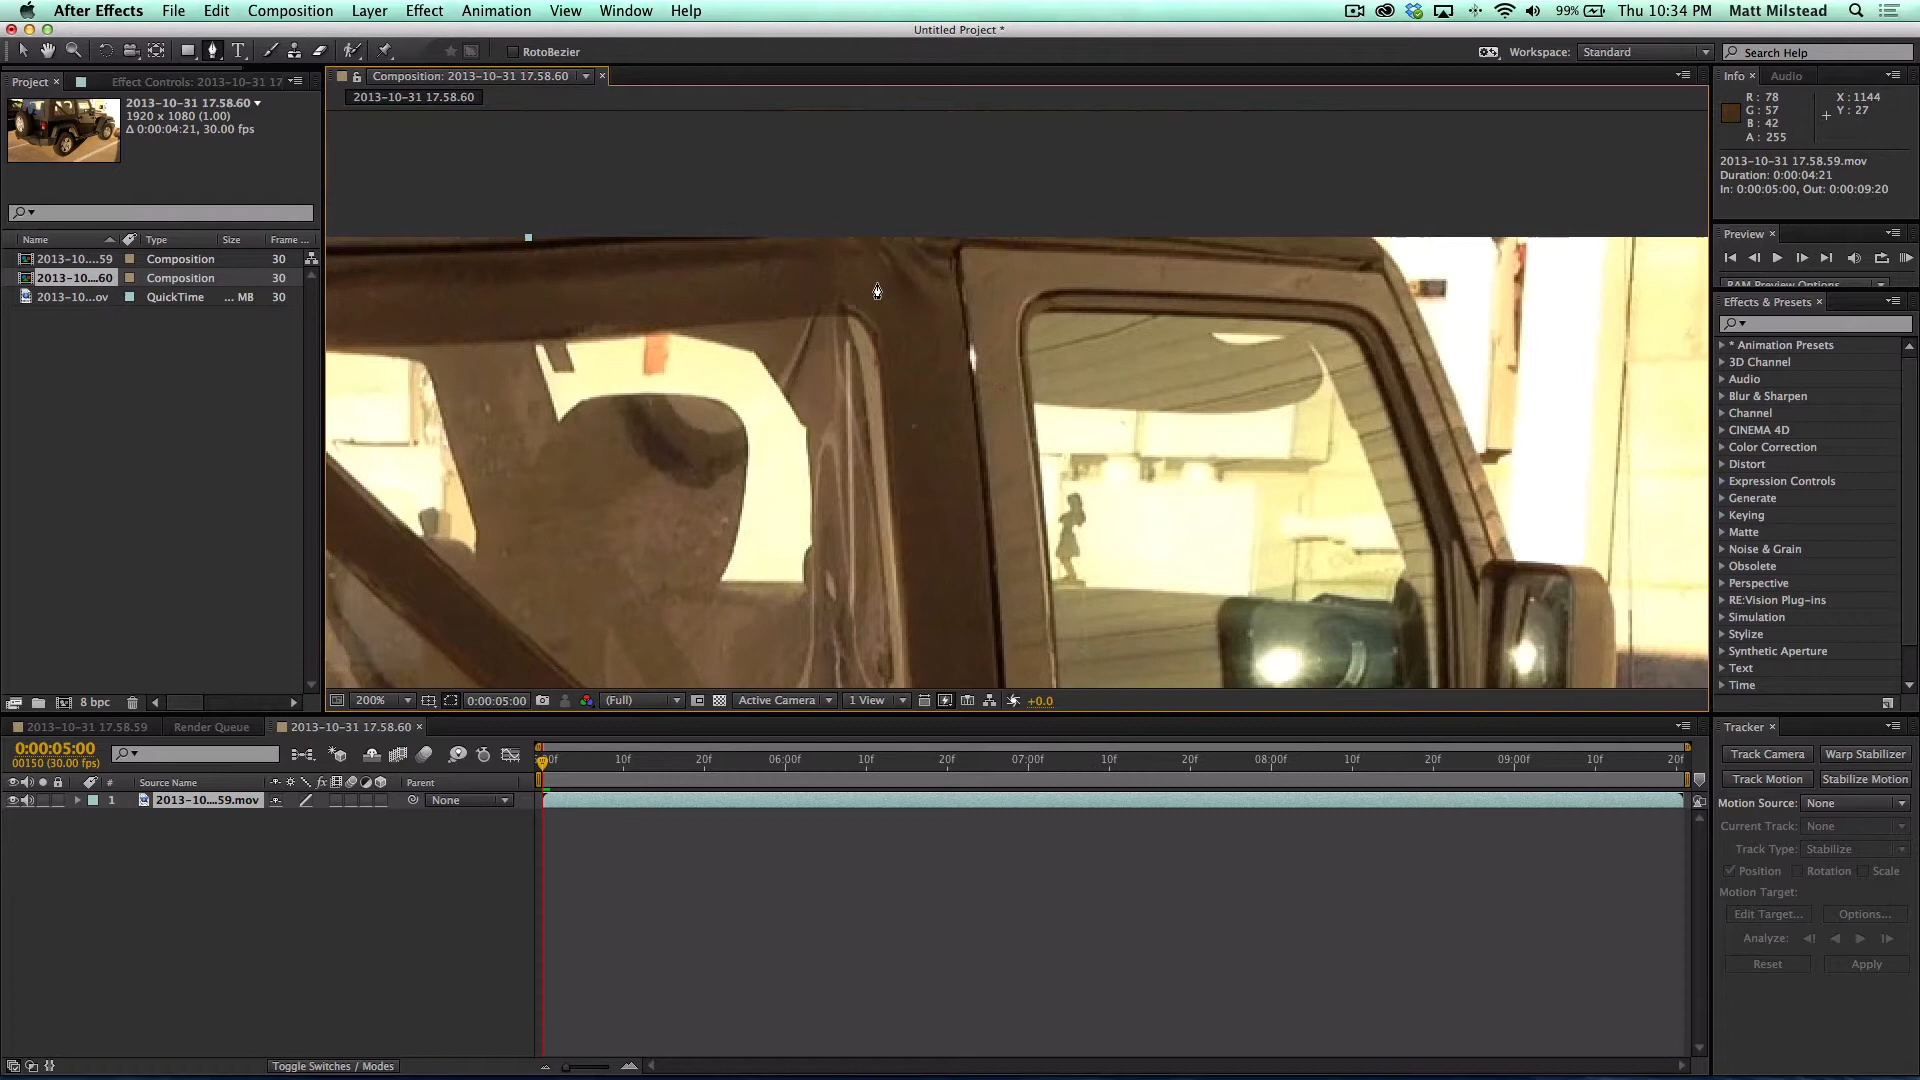 After Effects File Edit Composition Layer Effect Animation View Window Help 99% Thu 10:34 PM Matt Milstead
Untitled Project *
T RotoBezier Workspace: Standard Search Help
Project × Effect Controls: 2013-10-31 17
Composition: 2013-10-31 17.58.60 ×
Info × Audio
2013-10-31 17.58.60
1920 x 1080 (1.00)
Δ 0:00:04:21, 30.00 fps
2013-10-31 17.58.60
R: 78 X: 1144
G: 57 Y: 27
B: 42
A: 255
2013-10-31 17.58.59.mov
Duration: 0:00:04:21
In: 0:00:05:00, Out: 0:00:09:20
Preview ×
RAM Preview Options
Name Type Size Frame ...
2013-10....59 Composition 30
2013-10....60 Composition 30
2013-10...ov QuickTime ... MB 30
Effects & Presets ×
* Animation Presets
3D Channel
Audio
Blur & Sharpen
Channel
CINEMA 4D
Color Correction
Distort
Expression Controls
Generate
Keying
Matte
Noise & Grain
Obsolete
Perspective
RE:Vision Plug-ins
Simulation
Stylize
Synthetic Aperture
Text
Time
8 bpc
200% 0:00:05:00 (Full) Active Camera 1 View +0.0
2013-10-31 17.58.59 Render Queue 2013-10-31 17.58.60 ×
0:00:05:00
00150 (30.00 fps)
# Source Name fx Parent
1 2013-10....59.mov None
00f 10f 20f 06:00f 10f 20f 07:00f 10f 20f 08:00f 10f 20f 09:00f 10f 20f
Toggle Switches / Modes
Tracker ×
Track Camera Warp Stabilizer
Track Motion Stabilize Motion
Motion Source: None
Current Track: None
Track Type: Stabilize
Position Rotation Scale
Motion Target:
Edit Target... Options...
Analyze:
Reset Apply